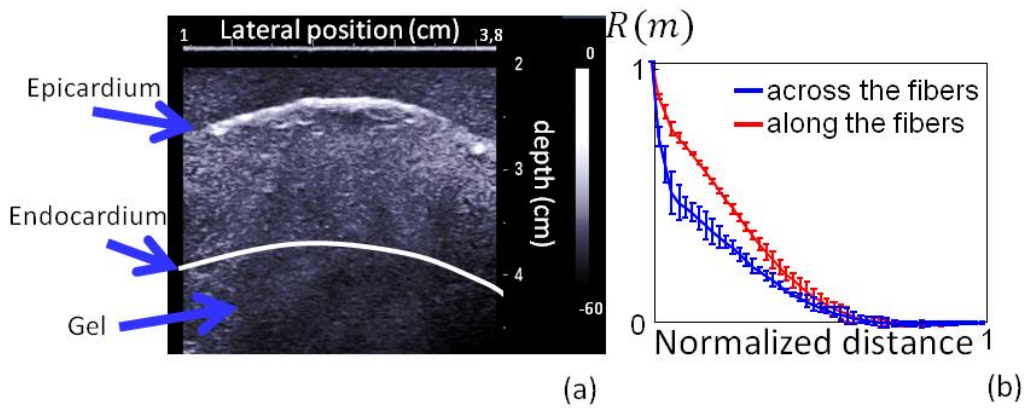 Lateral position (cm)
1 3,8
Epicardium
Endocardium
Gel
2
3
4
depth (cm)
0
-60
(a)
R(m)
1
across the fibers
along the fibers
0
Normalized distance 1
(b)